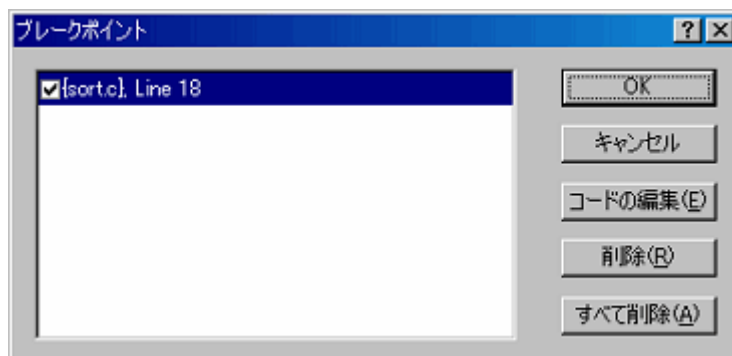 ブレークポイント
{sort.c}, Line 18
OK
キャンセル
コードの編集(E)
削除(R)
すべて削除(A)